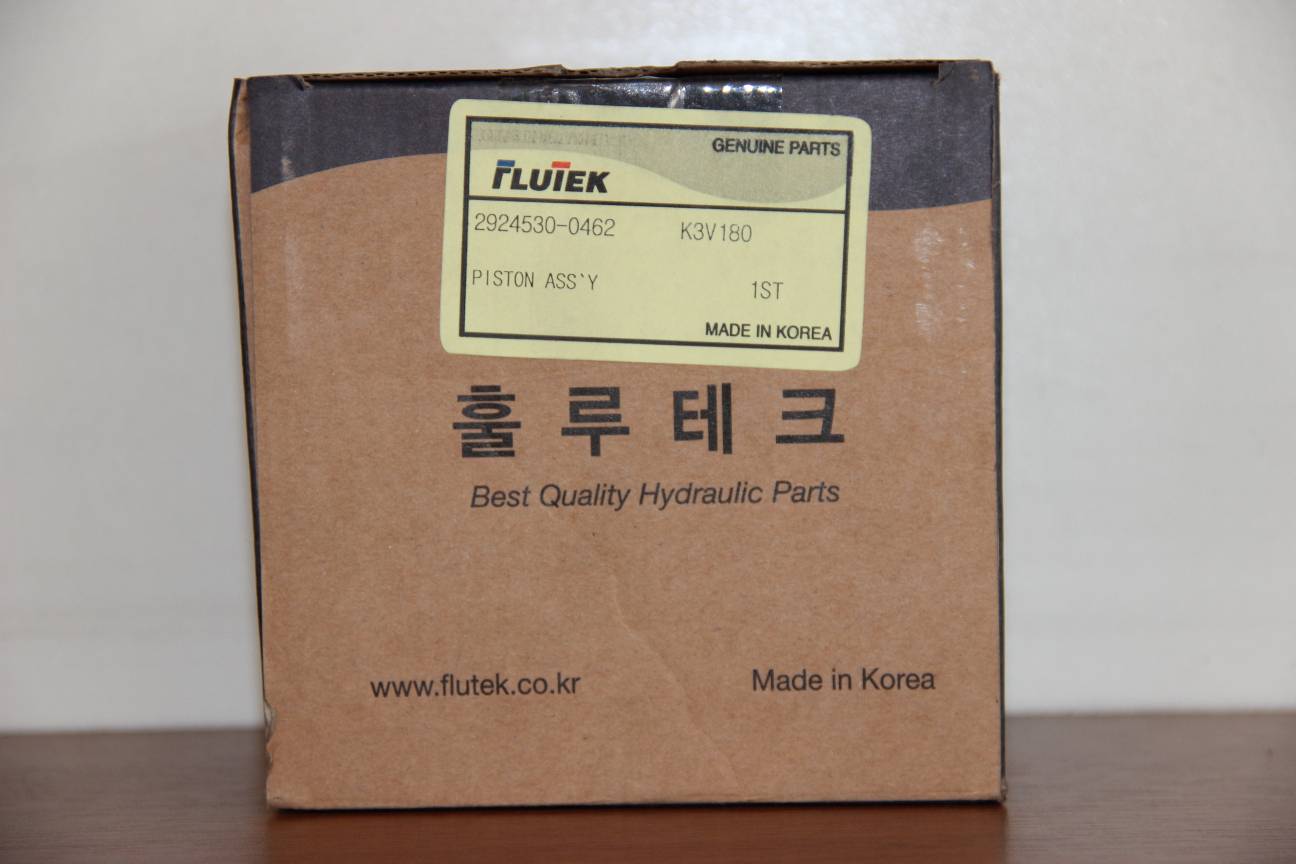 GENUINE PARTS
FLUTEK
2924530-0462 K3V180
PISTON ASS`Y 1ST
MADE IN KOREA
훌루테크
Best Quality Hydraulic Parts
www.flutek.co.kr Made in Korea